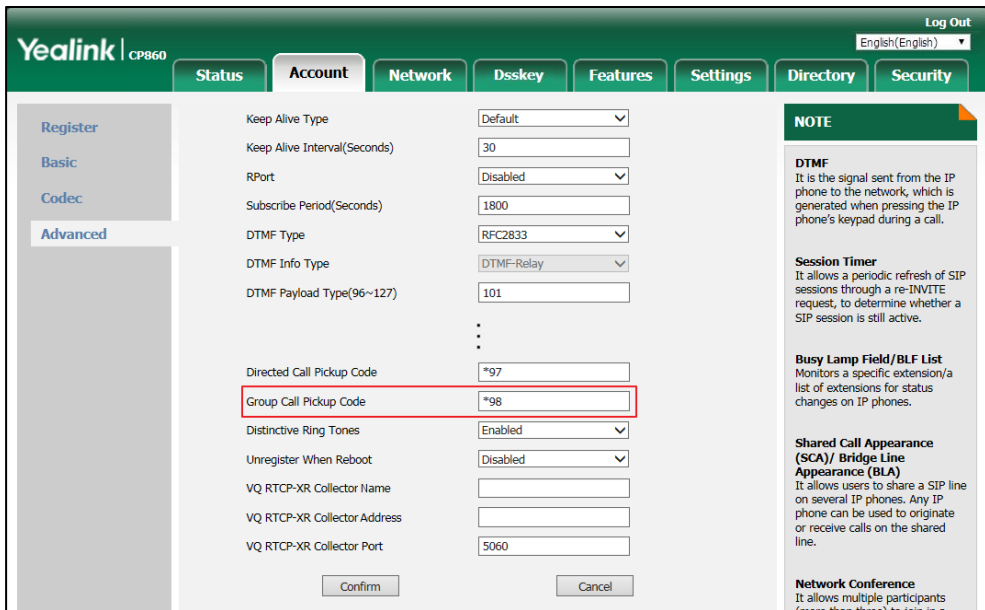 Log Out
Yealink CP860
English(English)
Status Account Network Dsskey Features Settings Directory Security
Register
Basic
Codec
Advanced
Keep Alive Type Default
Keep Alive Interval(Seconds) 30
RPort Disabled
Subscribe Period(Seconds) 1800
DTMF Type RFC2833
DTMF Info Type DTMF-Relay
DTMF Payload Type(96~127) 101
Directed Call Pickup Code *97
Group Call Pickup Code *98
Distinctive Ring Tones Enabled
Unregister When Reboot Disabled
VQ RTCP-XR Collector Name
VQ RTCP-XR Collector Address
VQ RTCP-XR Collector Port 5060
Confirm Cancel
NOTE
DTMF
It is the signal sent from the IP
phone to the network, which is
generated when pressing the IP
phone's keypad during a call.
Session Timer
It allows a periodic refresh of SIP
sessions through a re-INVITE
request, to determine whether a
SIP session is still active.
Busy Lamp Field/BLF List
Monitors a specific extension/a
list of extensions for status
changes on IP phones.
Shared Call Appearance
(SCA)/ Bridge Line
Appearance (BLA)
It allows users to share a SIP line
on several IP phones. Any IP
phone can be used to originate
or receive calls on the shared
line.
Network Conference
It allows multiple participants
(more than three) to join in a